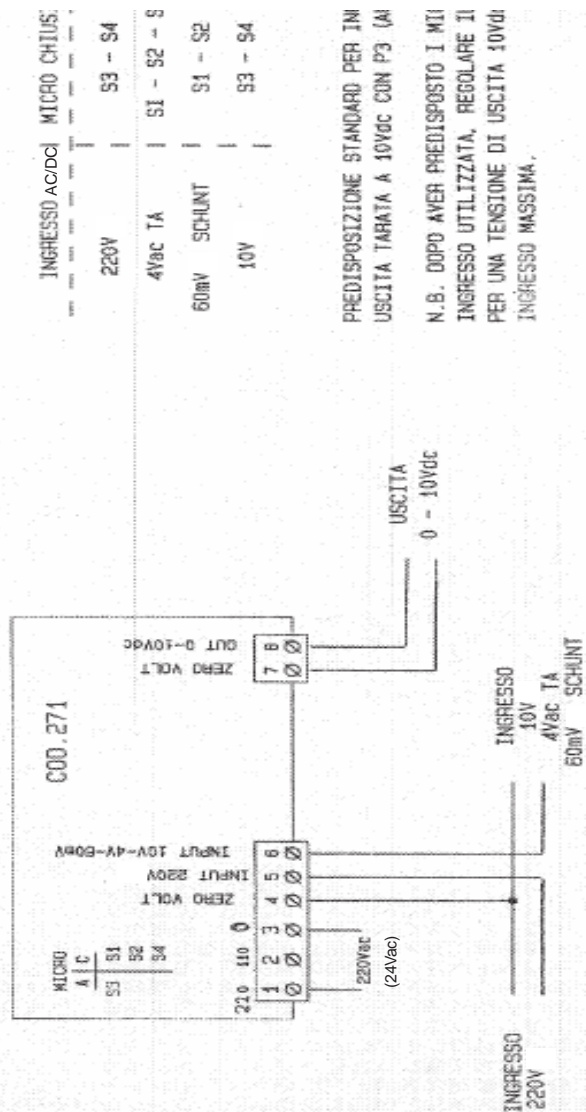 MICRO
A C
S3 S1
S2
S4
COD.271
210 110 0
ZERO VOLT
INPUT 220V
INPUT 10V-4V-60mV
ZERO VOLT
OUT 0-10Vdc
1 2 3 4 5 6
7 8
220Vac
(24Vac)
USCITA
0 - 10Vdc
INGRESSO
220V
INGRESSO
10V
4Vac TA
60mV SCHUNT
INGRESSO AC/DC | MICRO CHIUS
220V | S3 - S4
4Vac TA | S1 - S2 - S
60mV SCHUNT | S1 - S2
10V | S3 - S4
PREDISPOSIZIONE STANDARD PER
USCITA TARATA A 10Vdc CON P3
N.B. DOPO AVER PREDISPOSTO I
INGRESSO UTILIZZATA, REGOLARE
PER UNA TENSIONE DI USCITA 10Vdc
INGRESSO MASSIMA.